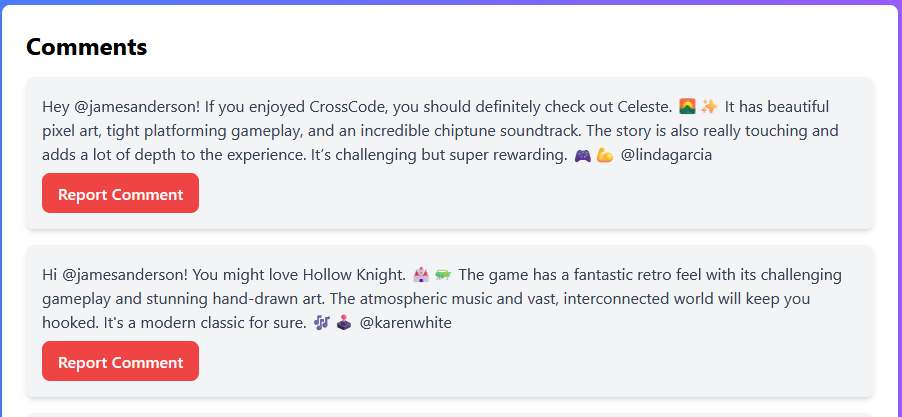 Comments
Hey @jamesanderson! If you enjoyed CrossCode, you should definitely check out Celeste. 🌄✨ It has beautiful
pixel art, tight platforming gameplay, and an incredible chiptune soundtrack. The story is also really touching and
adds a lot of depth to the experience. It’s challenging but super rewarding. 🎮💪 @lindagarcia
Report Comment
Hi @jamesanderson! You might love Hollow Knight. 🏰🐲 The game has a fantastic retro feel with its challenging
gameplay and stunning hand-drawn art. The atmospheric music and vast, interconnected world will keep you
hooked. It's a modern classic for sure. 🎶🕹️ @karenwhite
Report Comment